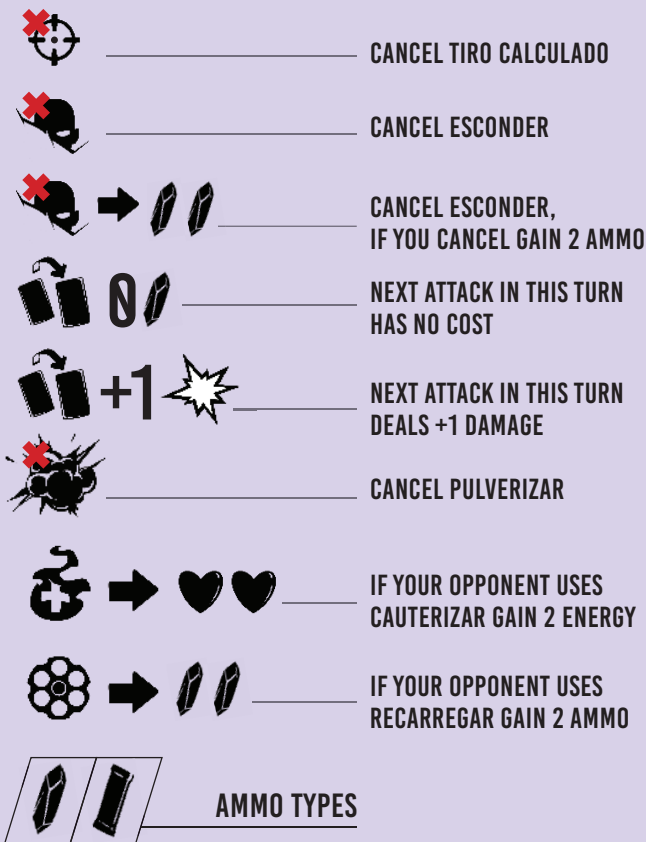 CANCEL TIRO CALCULADO
CANCEL ESCONDER
CANCEL ESCONDER,
IF YOU CANCEL GAIN 2 AMMO
0
NEXT ATTACK IN THIS TURN
HAS NO COST
+1
NEXT ATTACK IN THIS TURN
DEALS +1 DAMAGE
CANCEL PULVERIZAR
IF YOUR OPPONENT USES
CAUTERIZAR GAIN 2 ENERGY
IF YOUR OPPONENT USES
RECARREGAR GAIN 2 AMMO
AMMO TYPES